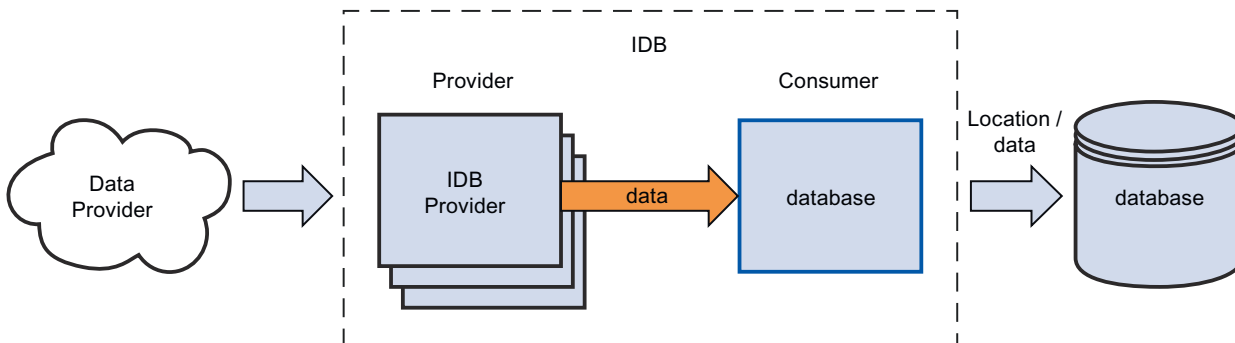 IDB
Provider
Consumer
Data
Provider
IDB
Provider
data
database
Location /
data
database